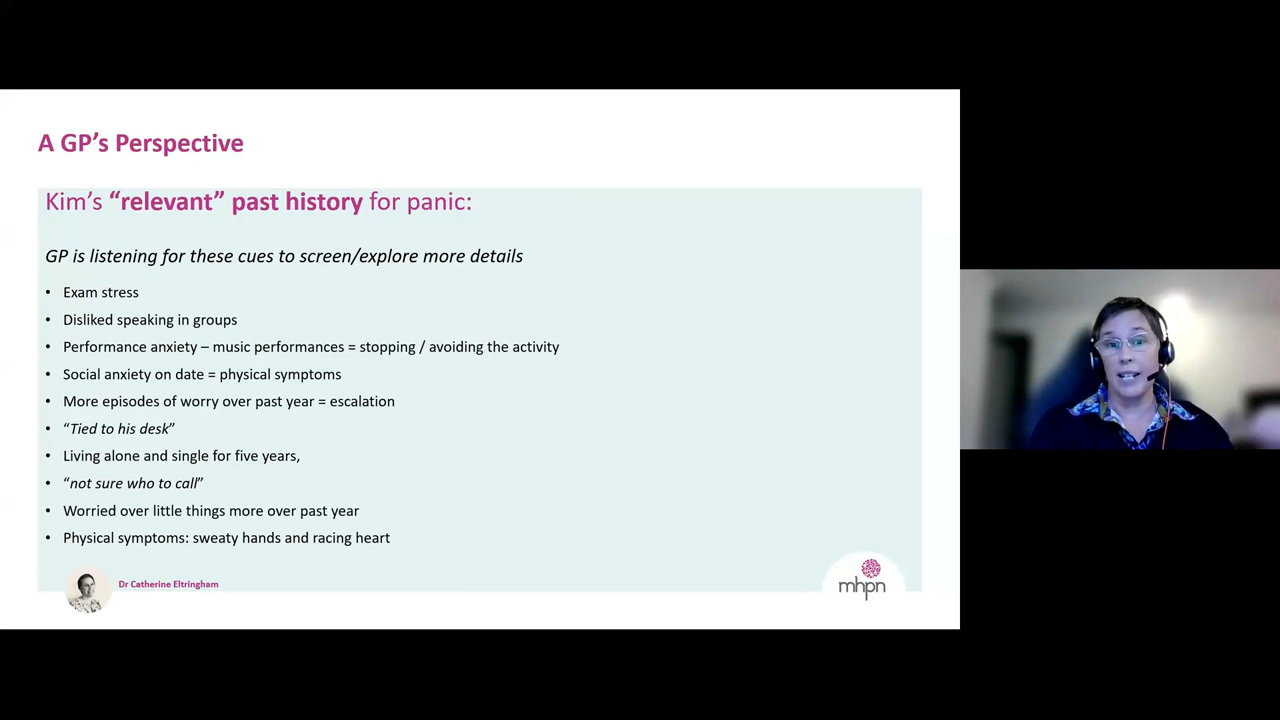 A GP’s Perspective
Kim’s “relevant” past history for panic:
GP is listening for these cues to screen/explore more details
• Exam stress
• Disliked speaking in groups
• Performance anxiety – music performances = stopping / avoiding the activity
• Social anxiety on date = physical symptoms
• More episodes of worry over past year = escalation
• “Tied to his desk”
• Living alone and single for five years,
• “not sure who to call”
• Worried over little things more over past year
• Physical symptoms: sweaty hands and racing heart
Dr Catherine Eltringham
mhpn